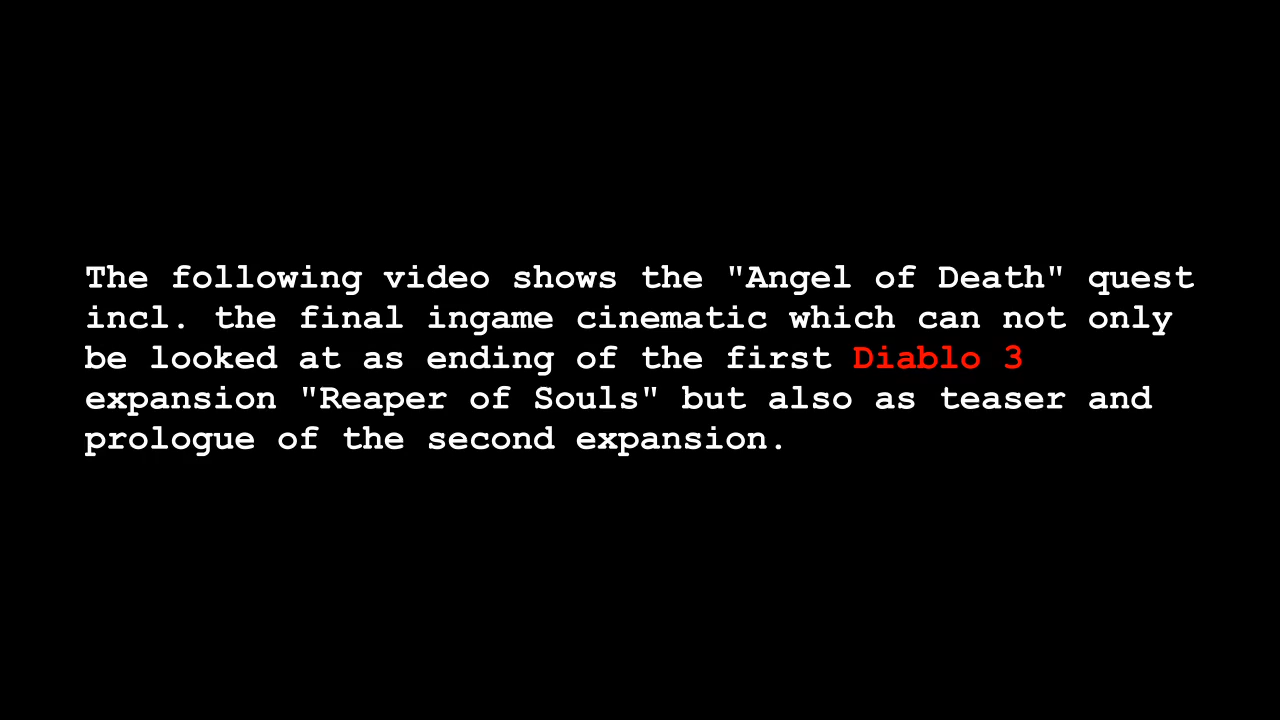 The following video shows the "Angel of Death" quest
incl. the final ingame cinematic which can not only
be looked at as ending of the first Diablo 3
expansion "Reaper of Souls" but also as teaser and
prologue of the second expansion.